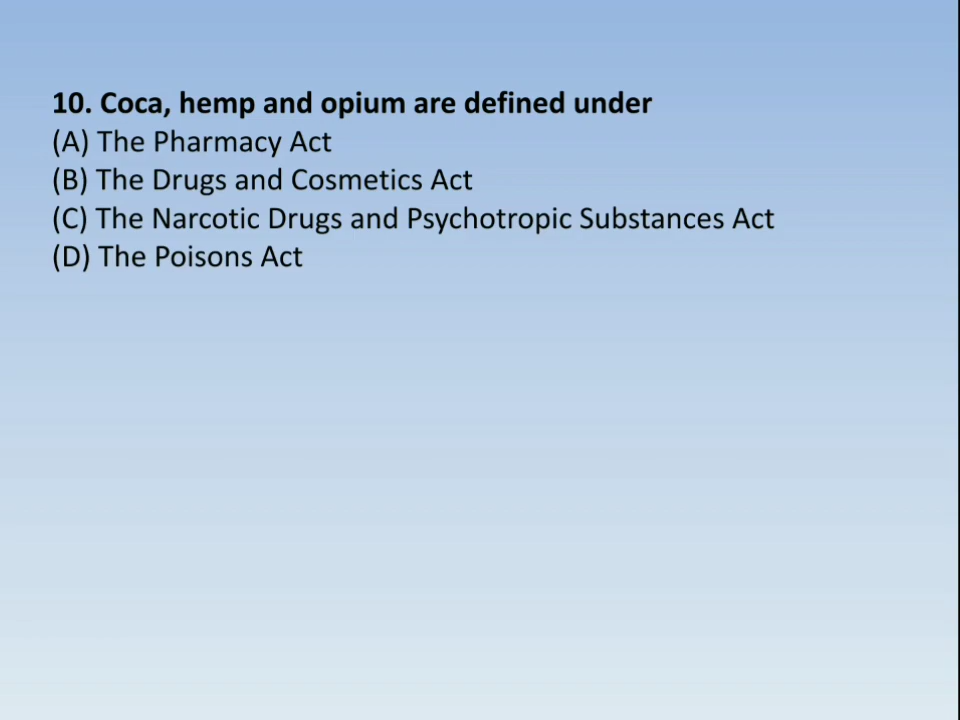 10. Coca, hemp and opium are defined under
(A) The Pharmacy Act
(B) The Drugs and Cosmetics Act
(C) The Narcotic Drugs and Psychotropic Substances Act
(D) The Poisons Act